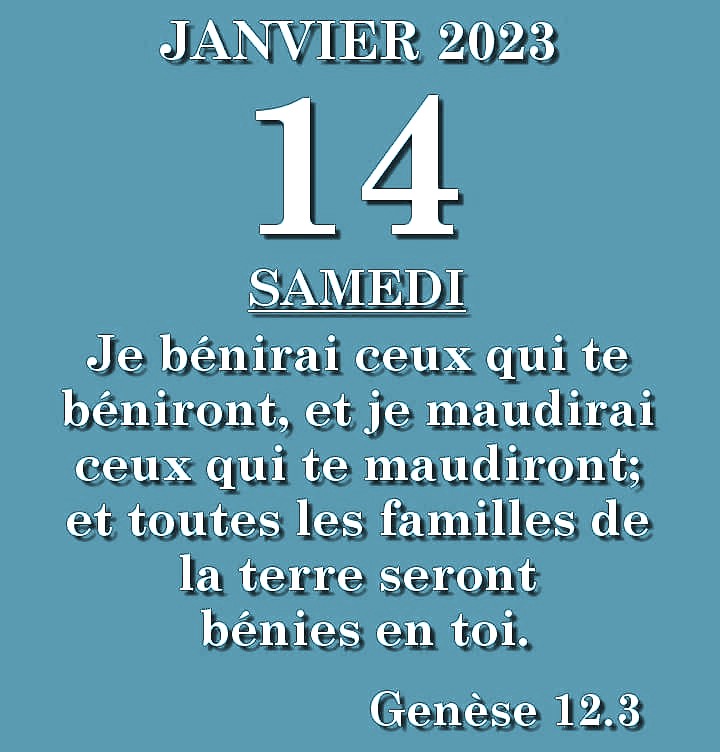 JANVIER 2023
14
SAMEDI
Je bénirai ceux qui te
béniront, et je maudirai
ceux qui te maudiront;
et toutes les familles de
la terre seront
bénies en toi.
Genèse 12.3